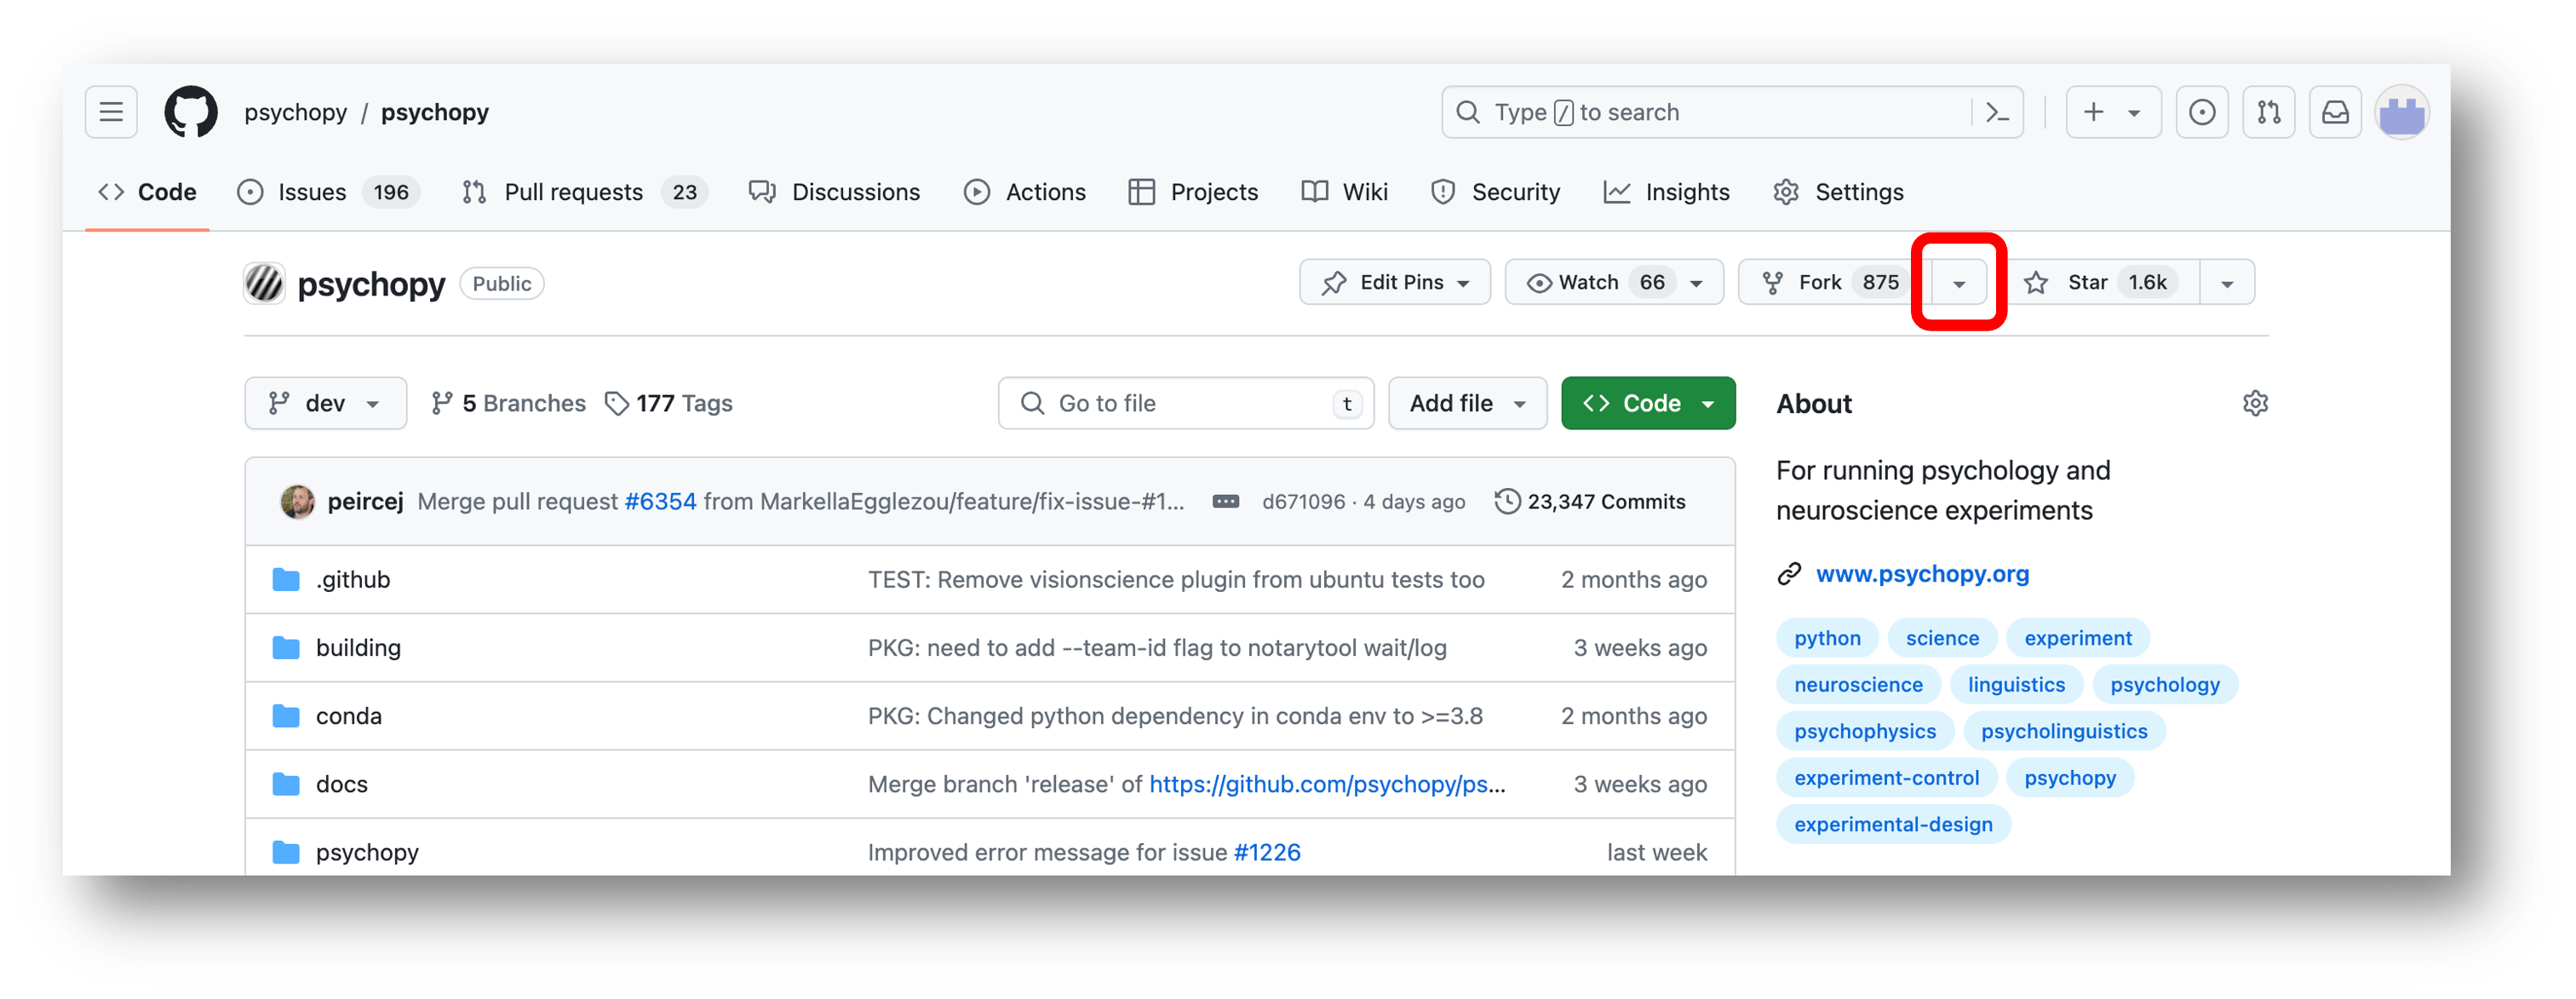 psychopy / psychopy
Type / to search
Code
Issues 196
Pull requests 23
Discussions
Actions
Projects
Wiki
Security
Insights
Settings
psychopy Public
Edit Pins
Watch 66
Fork 875
Star 1.6k
dev
5 Branches
177 Tags
Go to file t
Add file
Code
peircej Merge pull request #6354 from MarkellaEgglezou/feature/fix-issue-#1... d671096 · 4 days ago 23,347 Commits
.github TEST: Remove visionscience plugin from ubuntu tests too 2 months ago
building PKG: need to add --team-id flag to notarytool wait/log 3 weeks ago
conda PKG: Changed python dependency in conda env to >=3.8 2 months ago
docs Merge branch 'release' of https://github.com/psychopy/ps... 3 weeks ago
psychopy Improved error message for issue #1226 last week
About
For running psychology and
neuroscience experiments
www.psychopy.org
python science experiment
neuroscience linguistics psychology
psychophysics psycholinguistics
experiment-control psychopy
experimental-design